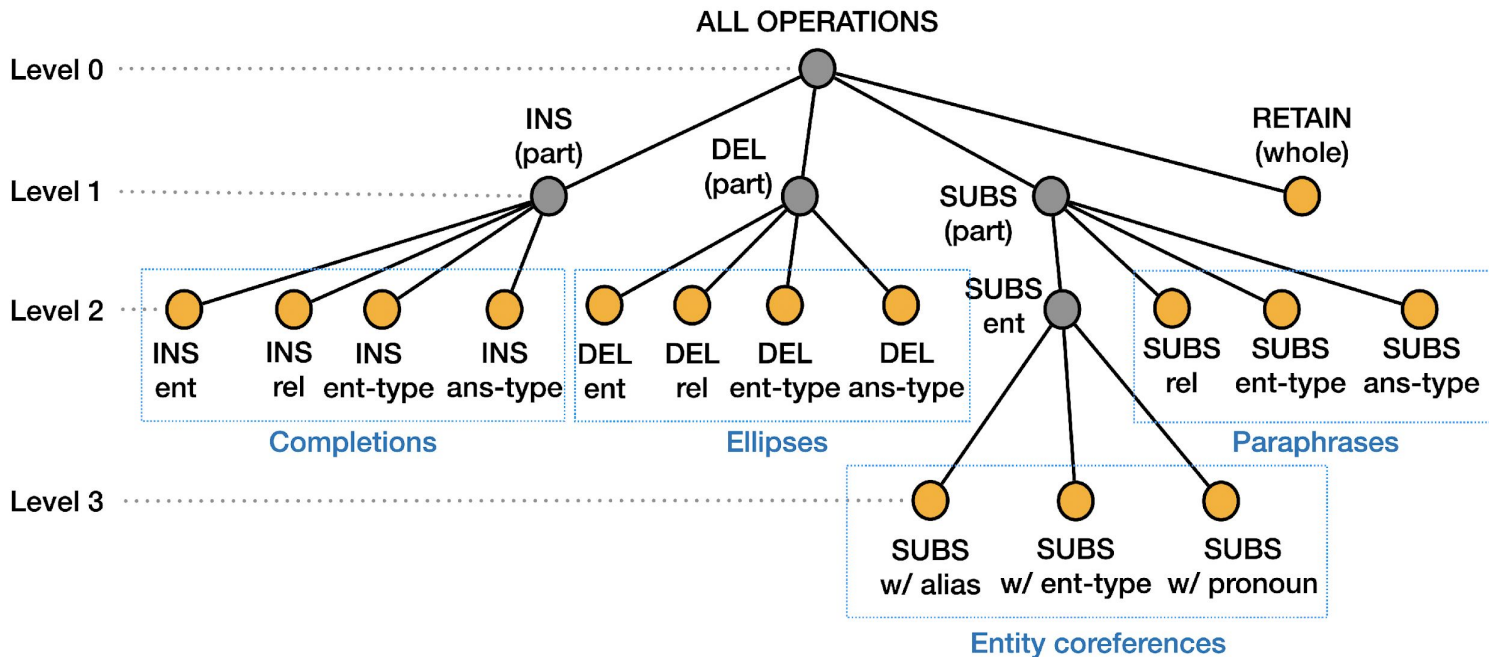 ALL OPERATIONS
Level 0
INS
(part)
DEL
(part)
RETAIN
(whole)
Level 1
SUBS
(part)
Level 2
SUBS
ent
INS
ent
INS
rel
INS
ent-type
INS
ans-type
DEL
ent
DEL
rel
DEL
ent-type
DEL
ans-type
SUBS
rel
SUBS
ent-type
SUBS
ans-type
Completions
Ellipses
Paraphrases
Level 3
SUBS
w/ alias
SUBS
w/ ent-type
SUBS
w/ pronoun
Entity coreferences